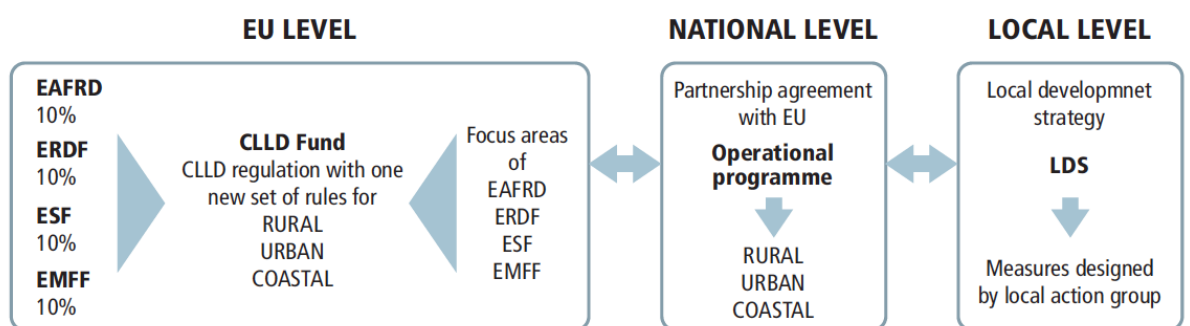 EU LEVEL
EAFRD
10%
ERDF
10%
ESF
10%
EMFF
10%
CLLD Fund
CLLD regulation with one
new set of rules for
RURAL
URBAN
COASTAL
Focus areas
of
EAFRD
ERDF
ESF
EMFF
NATIONAL LEVEL
Partnership agreement
with EU
Operational
programme
RURAL
URBAN
COASTAL
LOCAL LEVEL
Local developmnet
strategy
LDS
Measures designed
by local action group